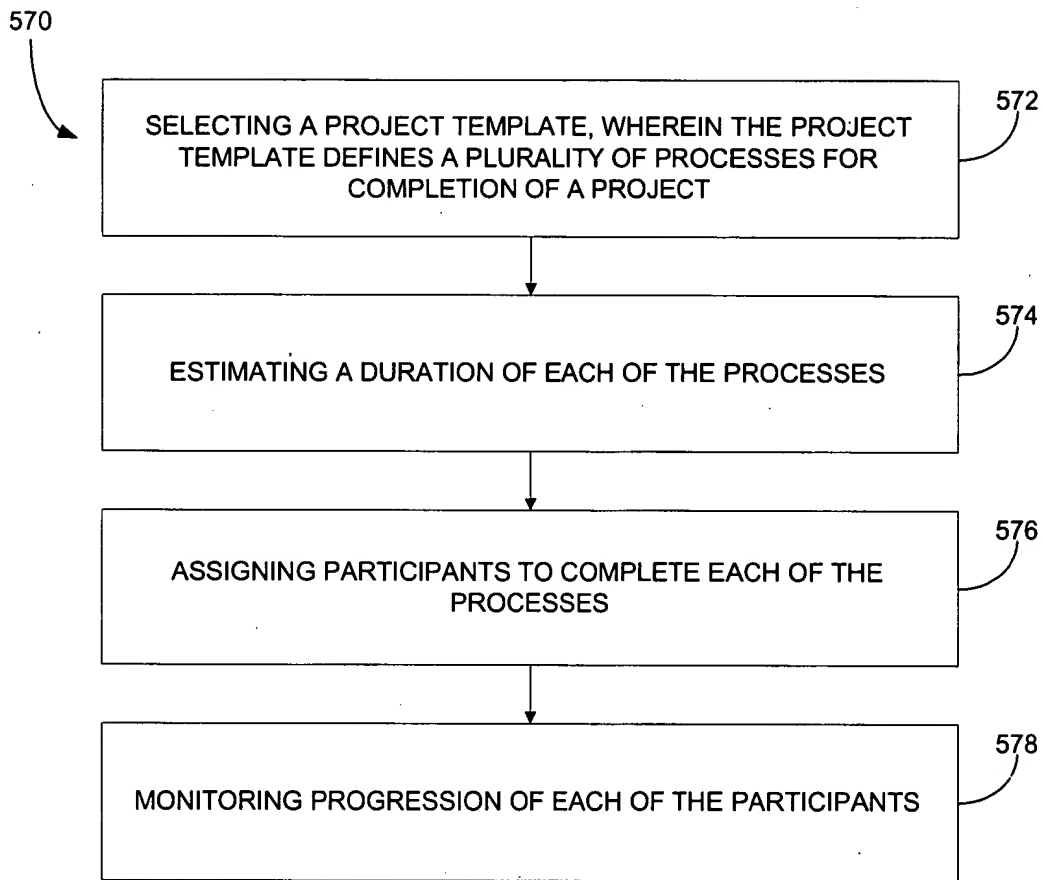 570
SELECTING A PROJECT TEMPLATE, WHEREIN THE PROJECT
TEMPLATE DEFINES A PLURALITY OF PROCESSES FOR
COMPLETION OF A PROJECT
572
ESTIMATING A DURATION OF EACH OF THE PROCESSES
574
ASSIGNING PARTICIPANTS TO COMPLETE EACH OF THE
PROCESSES
576
MONITORING PROGRESSION OF EACH OF THE PARTICIPANTS
578